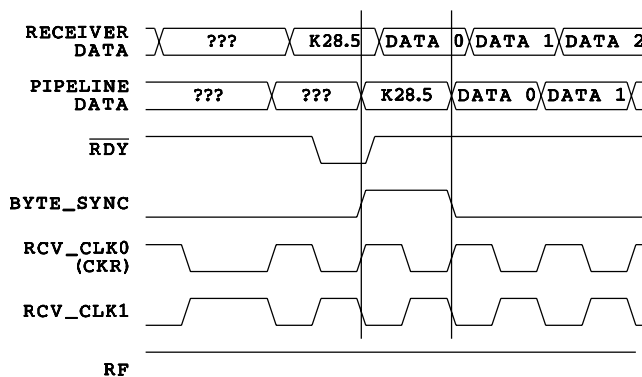 RECEIVER DATA ??? K28.5 DATA 0 DATA 1 DATA 2
PIPELINE DATA ??? ??? K28.5 DATA 0 DATA 1
RDY
BYTE_SYNC
RCV_CLK0
(CKR)
RCV_CLK1
RF